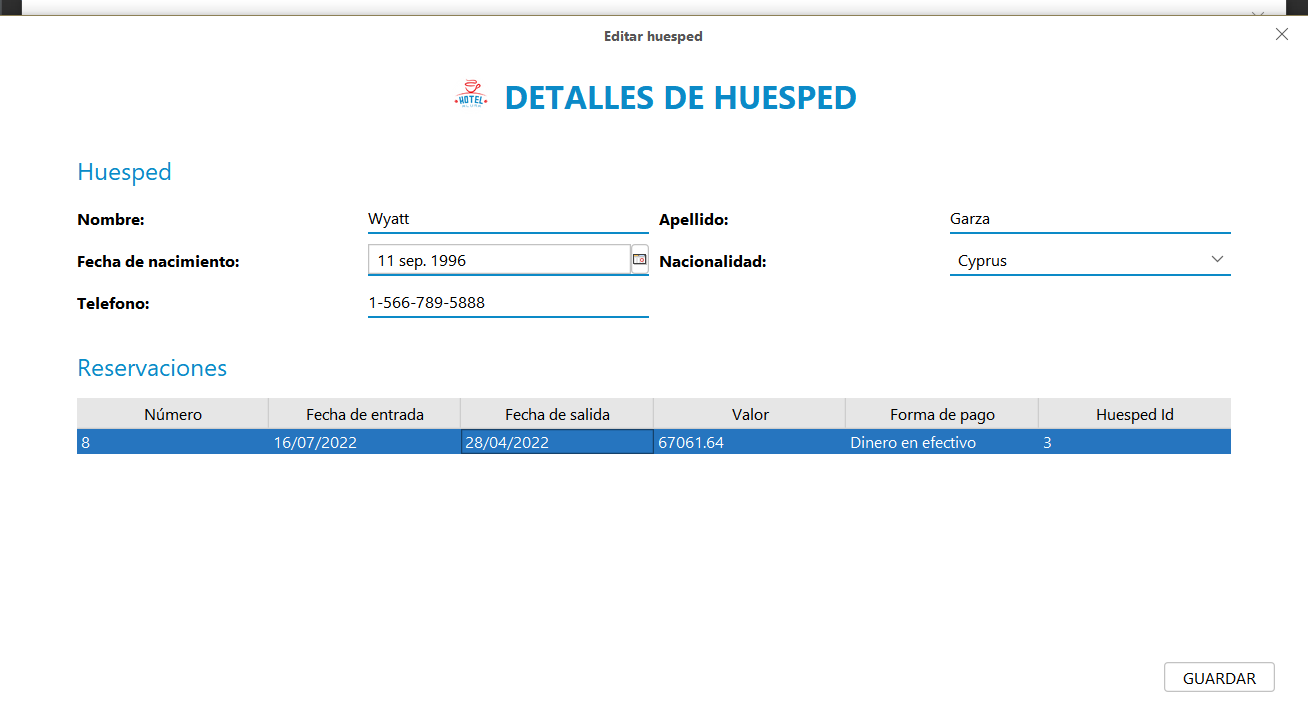 Editar huesped
HOTEL DETALLES DE HUESPED
Huesped
Nombre: Wyatt Apellido: Garza
Fecha de nacimiento: 11 sep. 1996 Nacionalidad: Cyprus
Telefono: 1-566-789-5888
Reservaciones
Número Fecha de entrada Fecha de salida Valor Forma de pago Huesped Id
8 16/07/2022 28/04/2022 67061.64 Dinero en efectivo 3
GUARDAR